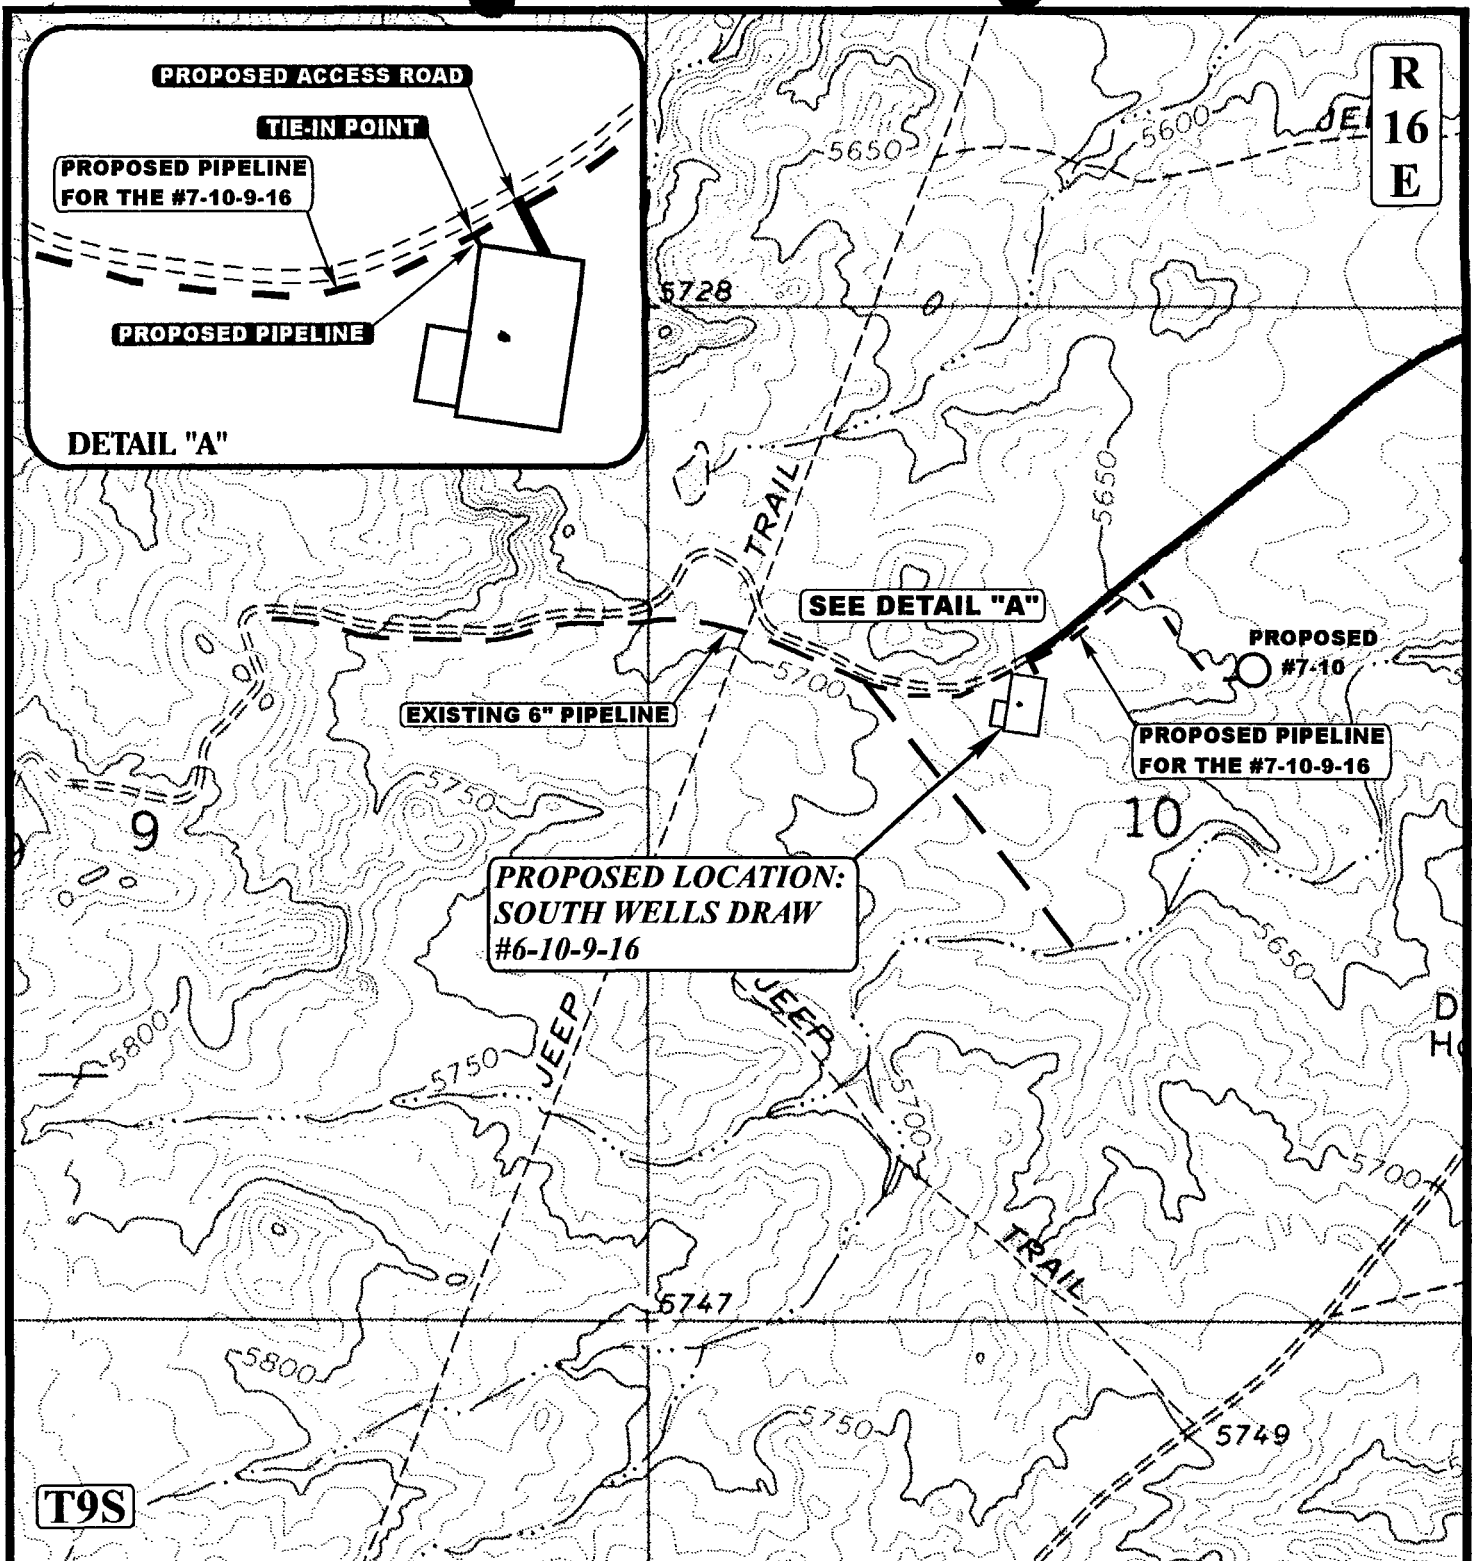 PROPOSED ACCESS ROAD
TIE-IN POINT
PROPOSED PIPELINE
FOR THE #7-10-9-16
PROPOSED PIPELINE
DETAIL "A"
R
16
E
5650
5600
5728
TRAIL
5650
SEE DETAIL "A"
PROPOSED
#7-10
5700
EXISTING 6" PIPELINE
PROPOSED PIPELINE
FOR THE #7-10-9-16
5750
9
10
PROPOSED LOCATION:
SOUTH WELLS DRAW
#6-10-9-16
5650
JEEP
JEEP
5800
5750
5700
5700
TRAIL
5747
5800
5750
5749
T9S